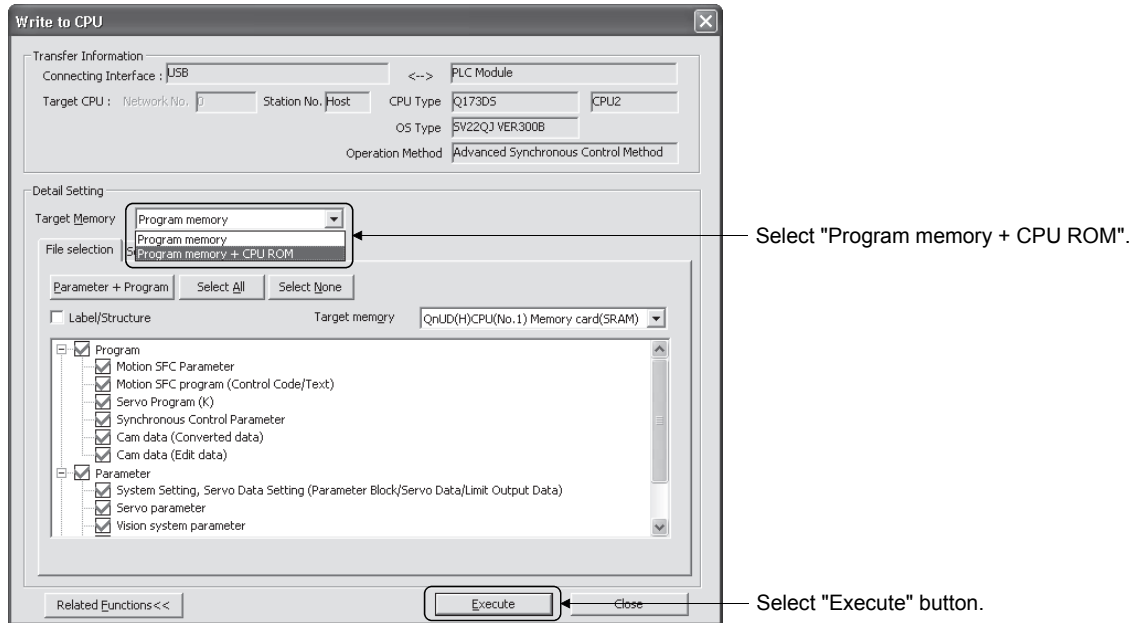 Write to CPU
Transfer Information
Connecting Interface : USB <--> PLC Module
Target CPU : Network No. 0 Station No. Host CPU Type Q173DS CPU2
OS Type SV22QJ VER300B
Operation Method Advanced Synchronous Control Method
Detail Setting
Target Memory Program memory
Program memory
Select "Program memory + CPU ROM".
File selection Program memory + CPU ROM
Parameter + Program Select All Select None
Label/Structure Target memory QnUD(H)CPU(No.1) Memory card(SRAM)
Program
Motion SFC Parameter
Motion SFC program (Control Code/Text)
Servo Program (K)
Synchronous Control Parameter
Cam data (Converted data)
Cam data (Edit data)
Parameter
System Setting, Servo Data Setting (Parameter Block/Servo Data/Limit Output Data)
Servo parameter
Vision system parameter
Related Functions<< Execute Close Select "Execute" button.